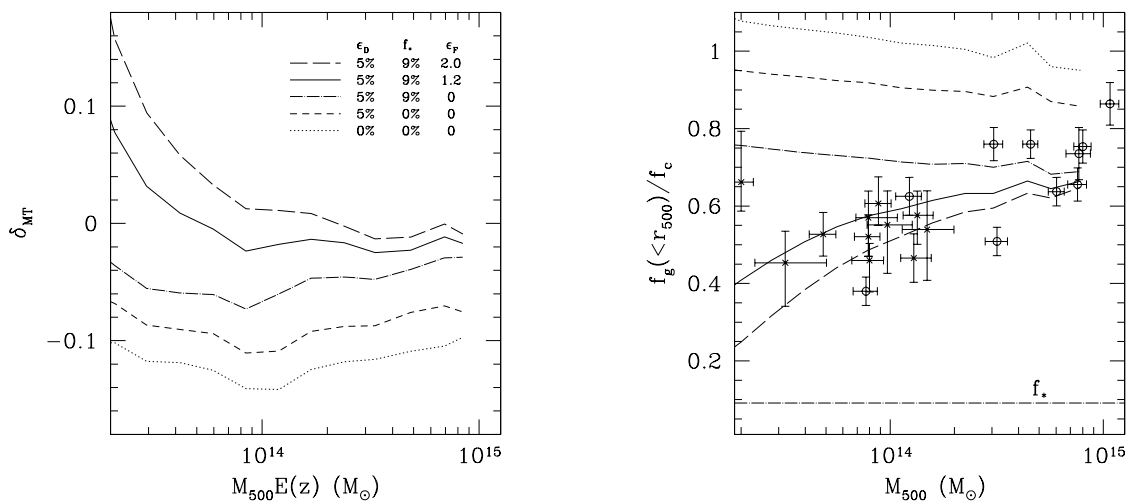 ϵ_D f_* ϵ_F
5% 9% 2.0
5% 9% 1.2
5% 9% 0
5% 0% 0
0% 0% 0
0.1
0
−0.1
δ_MT
10^14 10^15
M_500E(z) (M_⊙)
1
0.8
0.6
0.4
0.2
f_g(<r_500)/f_c
f_*
10^14 10^15
M_500 (M_⊙)